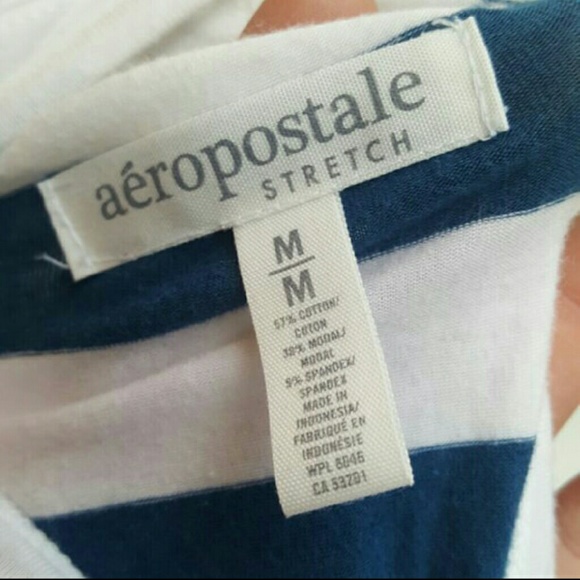 aéropostale
STRETCH
M
M
57% COTTON/
COTON
38% MODAL/
MODAL
5% SPANDEX/
SPANDEX
MADE IN
INDONESIA/
FABRIQUÉ EN
INDONÉSIE
WPL 8046
CA 53201